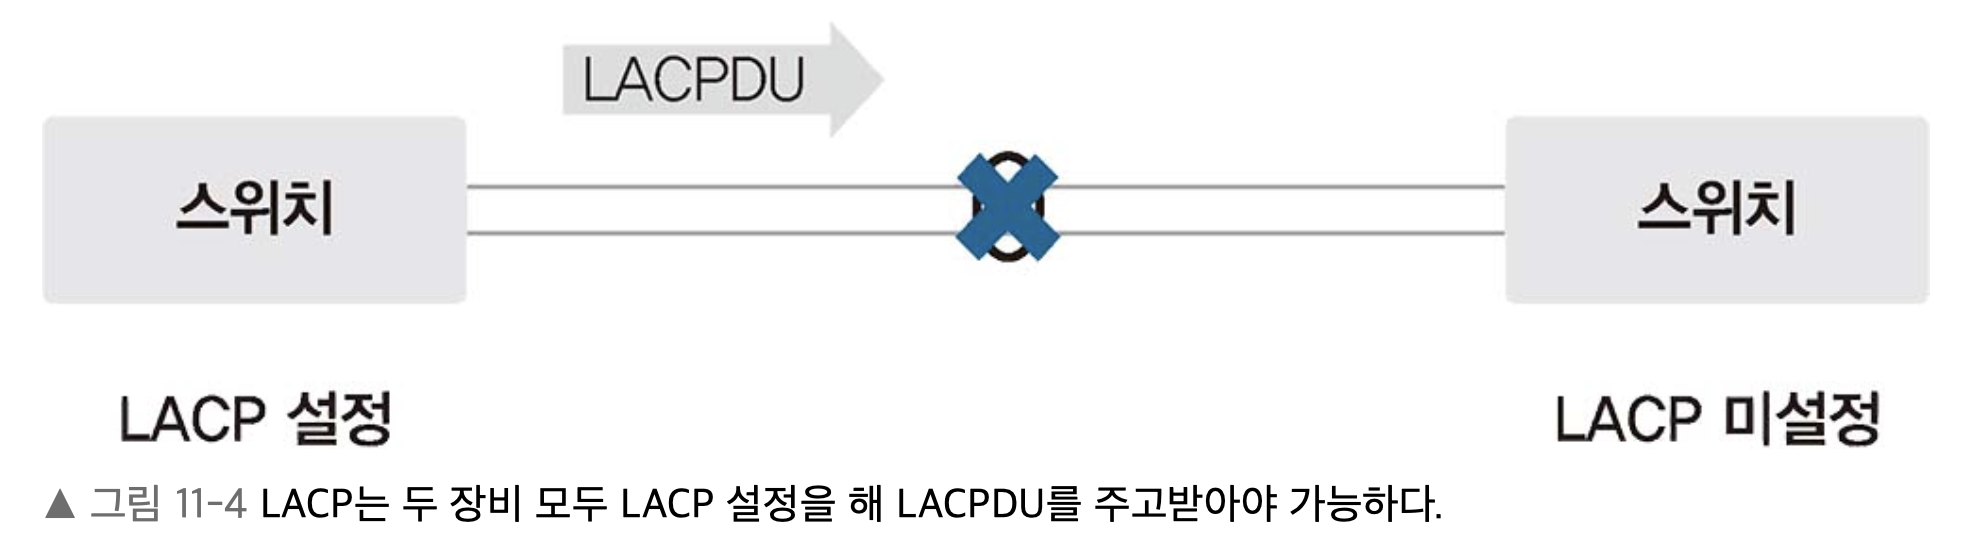 LACPDU
스위치
스위치
LACP 설정
LACP 미설정
▲ 그림 11-4 LACP는 두 장비 모두 LACP 설정을 해 LACPDU를 주고받아야 가능하다.